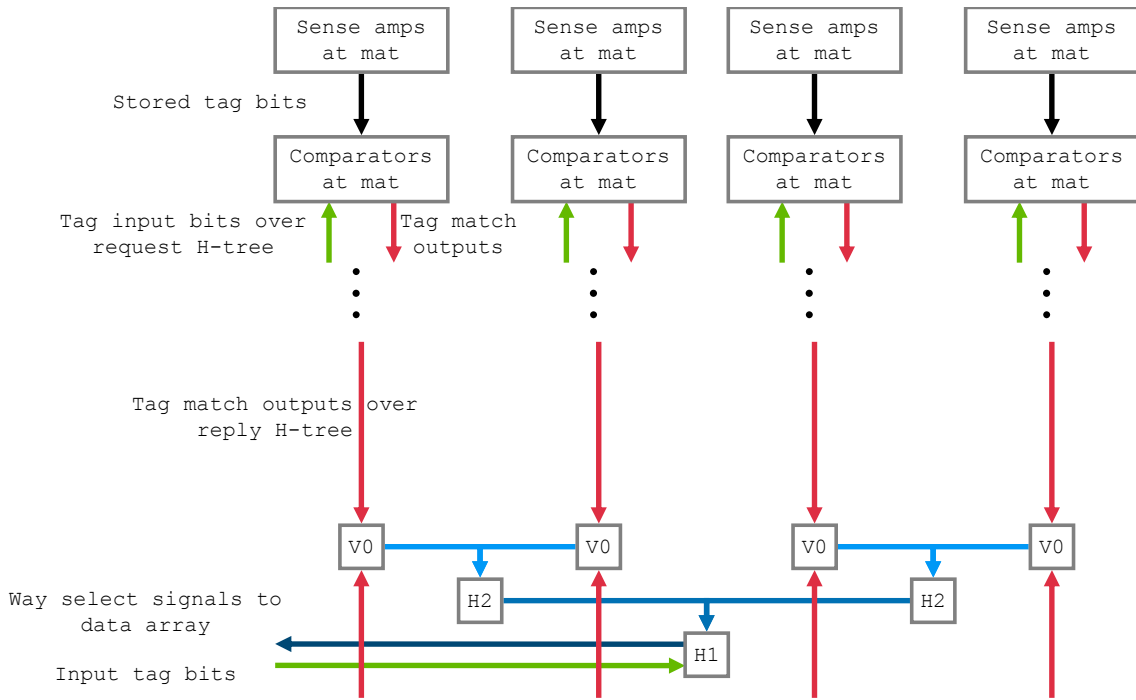 Sense amps
at mat
Sense amps
at mat
Sense amps
at mat
Sense amps
at mat
Stored tag bits
Comparators
at mat
Comparators
at mat
Comparators
at mat
Comparators
at mat
Tag input bits over
request H-tree
Tag match
outputs
Tag match outputs over
reply H-tree
V0
V0
V0
V0
H2
H2
Way select signals to
data array
H1
Input tag bits